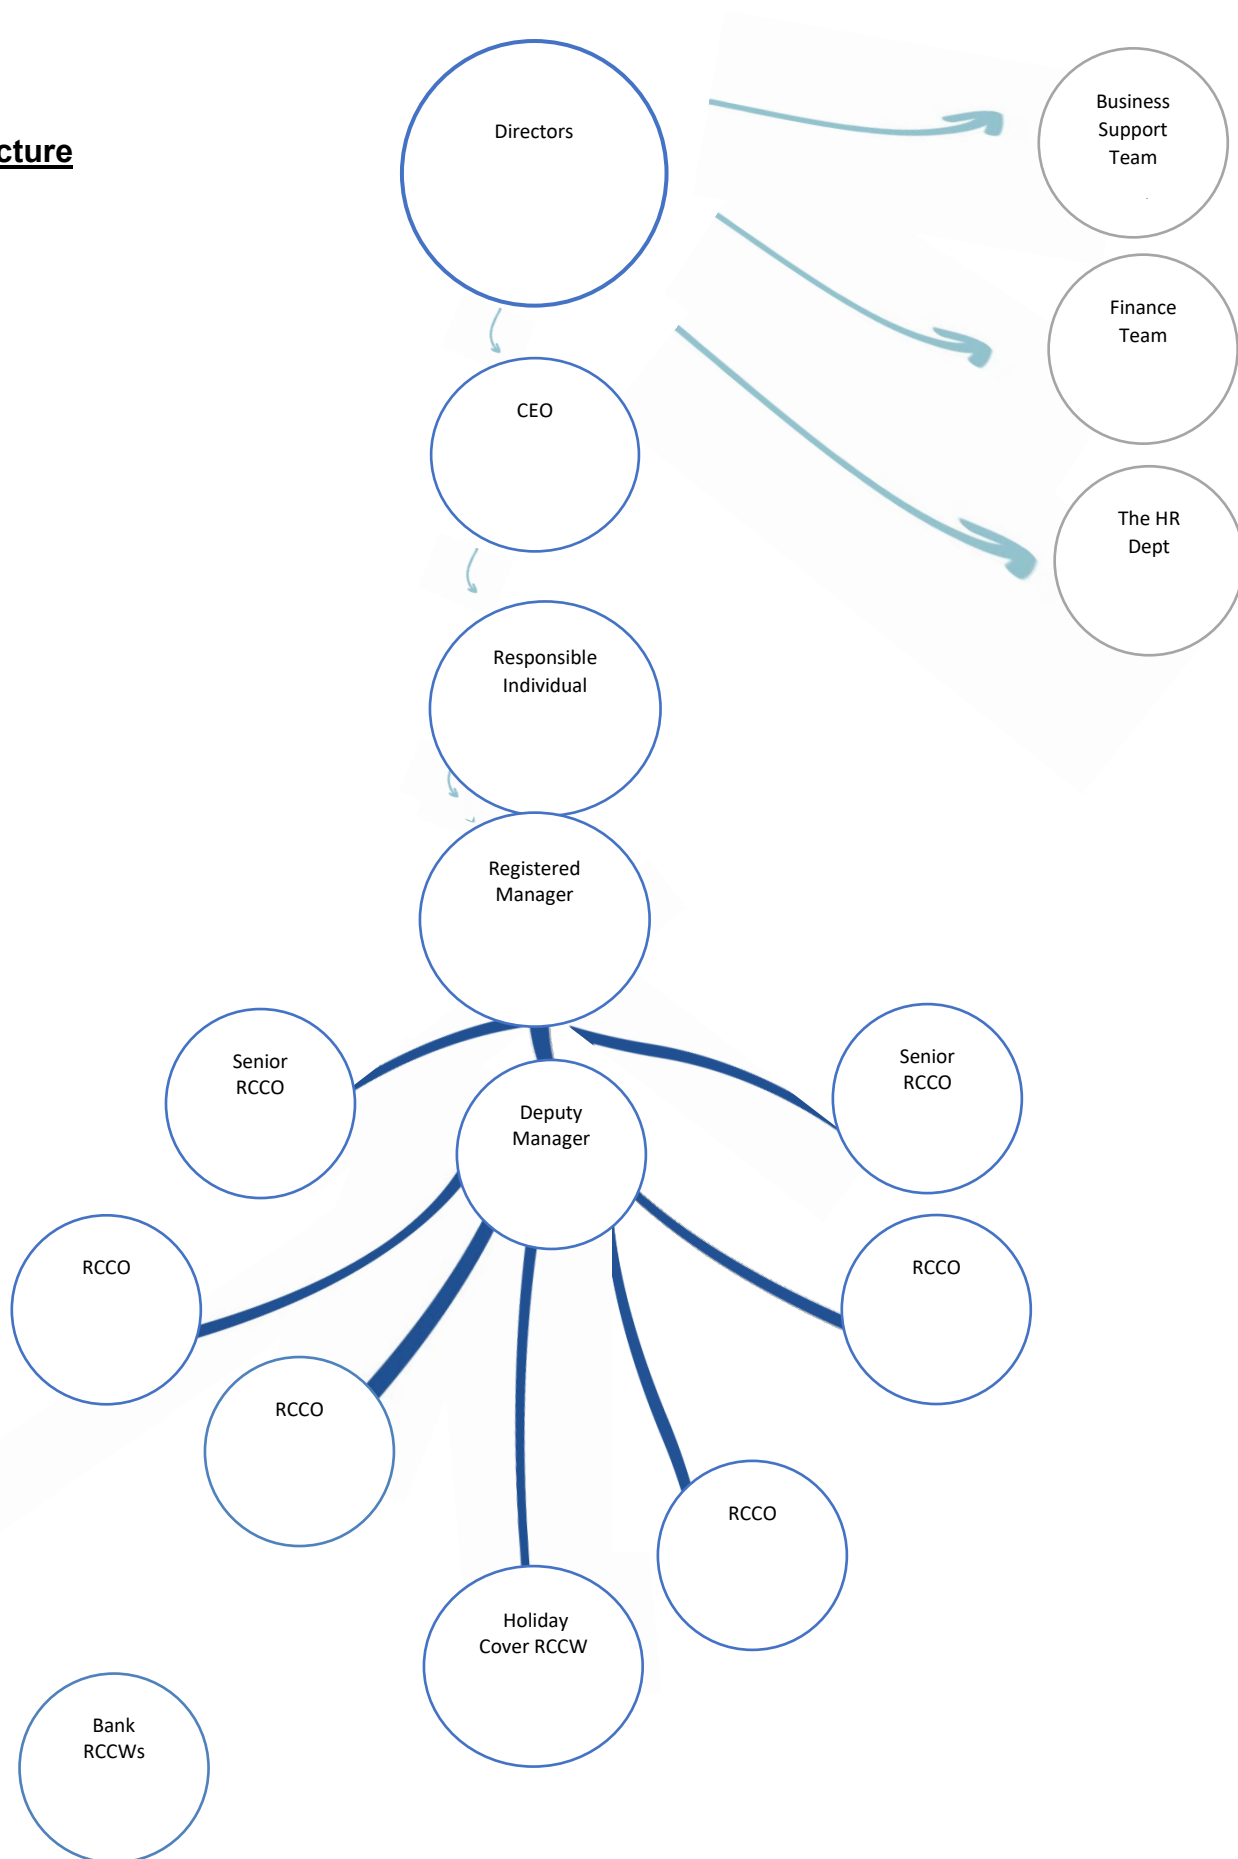 Directors
Business
Support
Team
cture
Finance
Team
CEO
The HR
Dept
Responsible
Individual
Registered
Manager
Senior
RCCO
Senior
RCCO
Deputy
Manager
RCCO
RCCO
RCCO
RCCO
Holiday
Cover RCCW
Bank
RCCWs